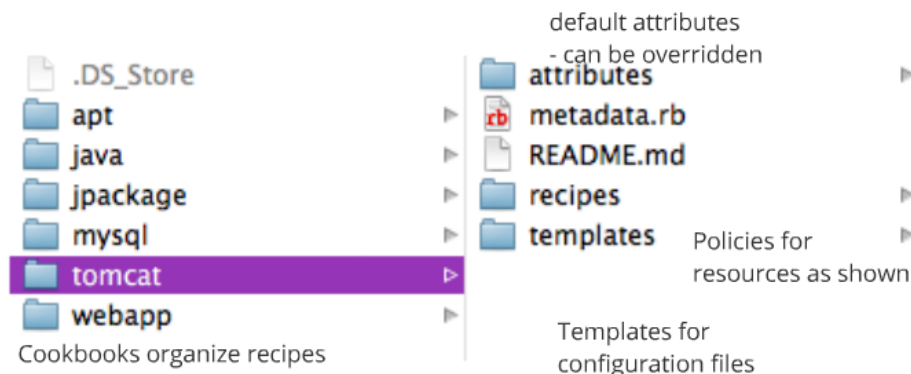 default attributes
- can be overridden
.DS_Store
apt
java
jpackage
mysql
tomcat
webapp
Cookbooks organize recipes
attributes
rb metadata.rb
README.md
recipes
templates
Policies for
resources as shown
Templates for
configuration files